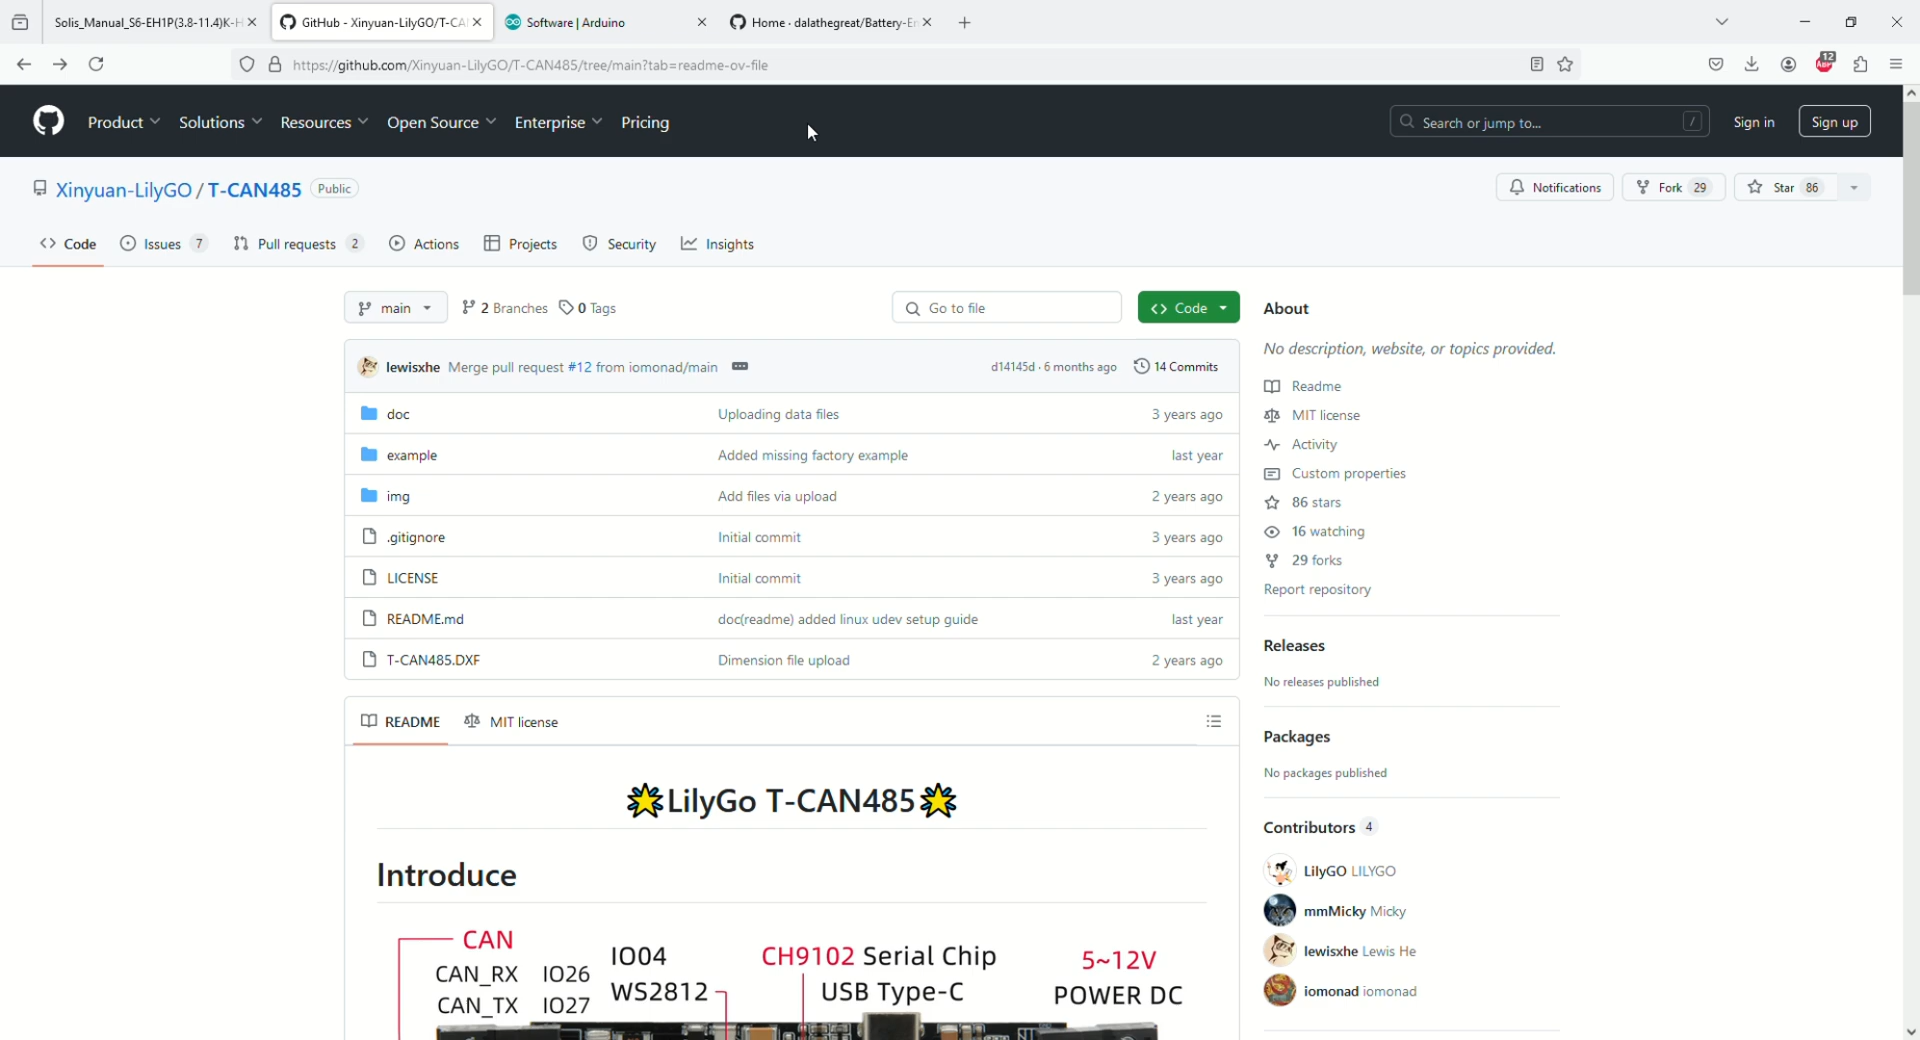 Solis_Manual_S6-EH1P(3.8-11.4)K-H
GitHub - Xinyuan-LilyGO/T-CA
Software | Arduino
Home · dalathegreat/Battery-E
https://github.com/Xinyuan-LilyGO/T-CAN485/tree/main?tab=readme-ov-file
12
ABP
Product
Solutions
Resources
Open Source
Enterprise
Pricing
Search or jump to...
/
Sign in
Sign up
Xinyuan-LilyGO / T-CAN485
Public
Notifications
Fork 29
Star 86
Code
Issues 7
Pull requests 2
Actions
Projects
Security
Insights
main
2 Branches
0 Tags
Go to file
Code
lewisxhe Merge pull request #12 from iomonad/main
d14145d · 6 months ago
14 Commits
doc Uploading data files 3 years ago
example Added missing factory example last year
img Add files via upload 2 years ago
.gitignore Initial commit 3 years ago
LICENSE Initial commit 3 years ago
README.md doc(readme) added linux udev setup guide last year
T-CAN485.DXF Dimension file upload 2 years ago
README
MIT license
🌟LilyGo T-CAN485🌟
Introduce
CAN
CAN_RX IO26
CAN_TX IO27
IO04
WS2812
CH9102 Serial Chip
USB Type-C
5~12V
POWER DC
About
No description, website, or topics provided.
Readme
MIT license
Activity
Custom properties
86 stars
16 watching
29 forks
Report repository
Releases
No releases published
Packages
No packages published
Contributors 4
LilyGO LILYGO
mmMicky Micky
lewisxhe Lewis He
iomonad iomonad